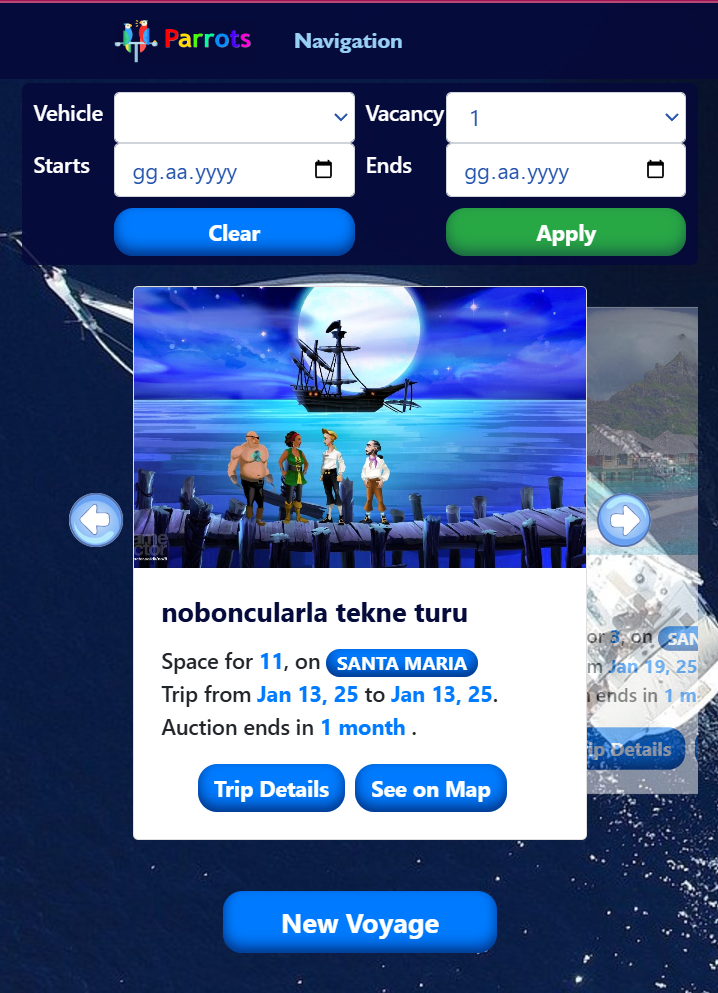 Parrots Navigation
Vehicle Vacancy 1
Starts gg.aa.yyyy Ends gg.aa.yyyy
Clear Apply
noboncularla tekne turu
Space for 11, on SANTA MARIA
Trip from Jan 13, 25 to Jan 13, 25.
Auction ends in 1 month .
Trip Details See on Map
or 3, on SAN
m Jan 19, 25
ends in 1 m
ip Details
New Voyage